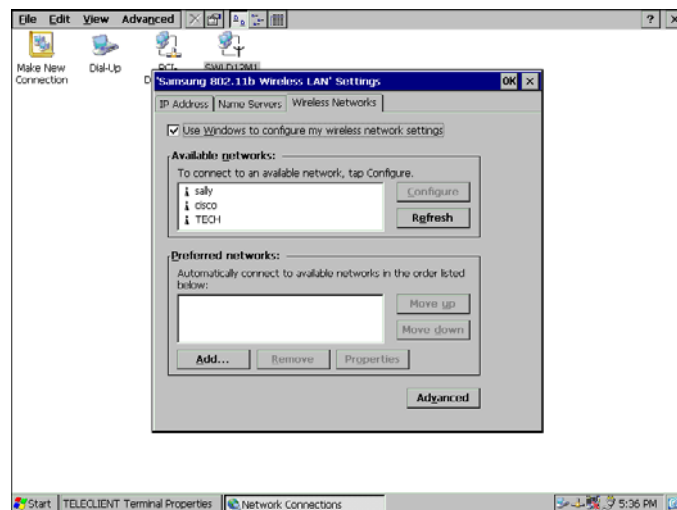 File Edit View Advanced
?
Make New Connection
Dial-Up
PCI-
SWLD12M1
D
'Samsung 802.11b Wireless LAN' Settings
OK
IP Address Name Servers Wireless Networks
Use Windows to configure my wireless network settings
Available networks:
To connect to an available network, tap Configure.
sally
cisco
TECH
Configure
Refresh
Preferred networks:
Automatically connect to available networks in the order listed
below:
Move up
Move down
Add... Remove Properties
Advanced
Start TELECLIENT Terminal Properties Network Connections 5:36 PM